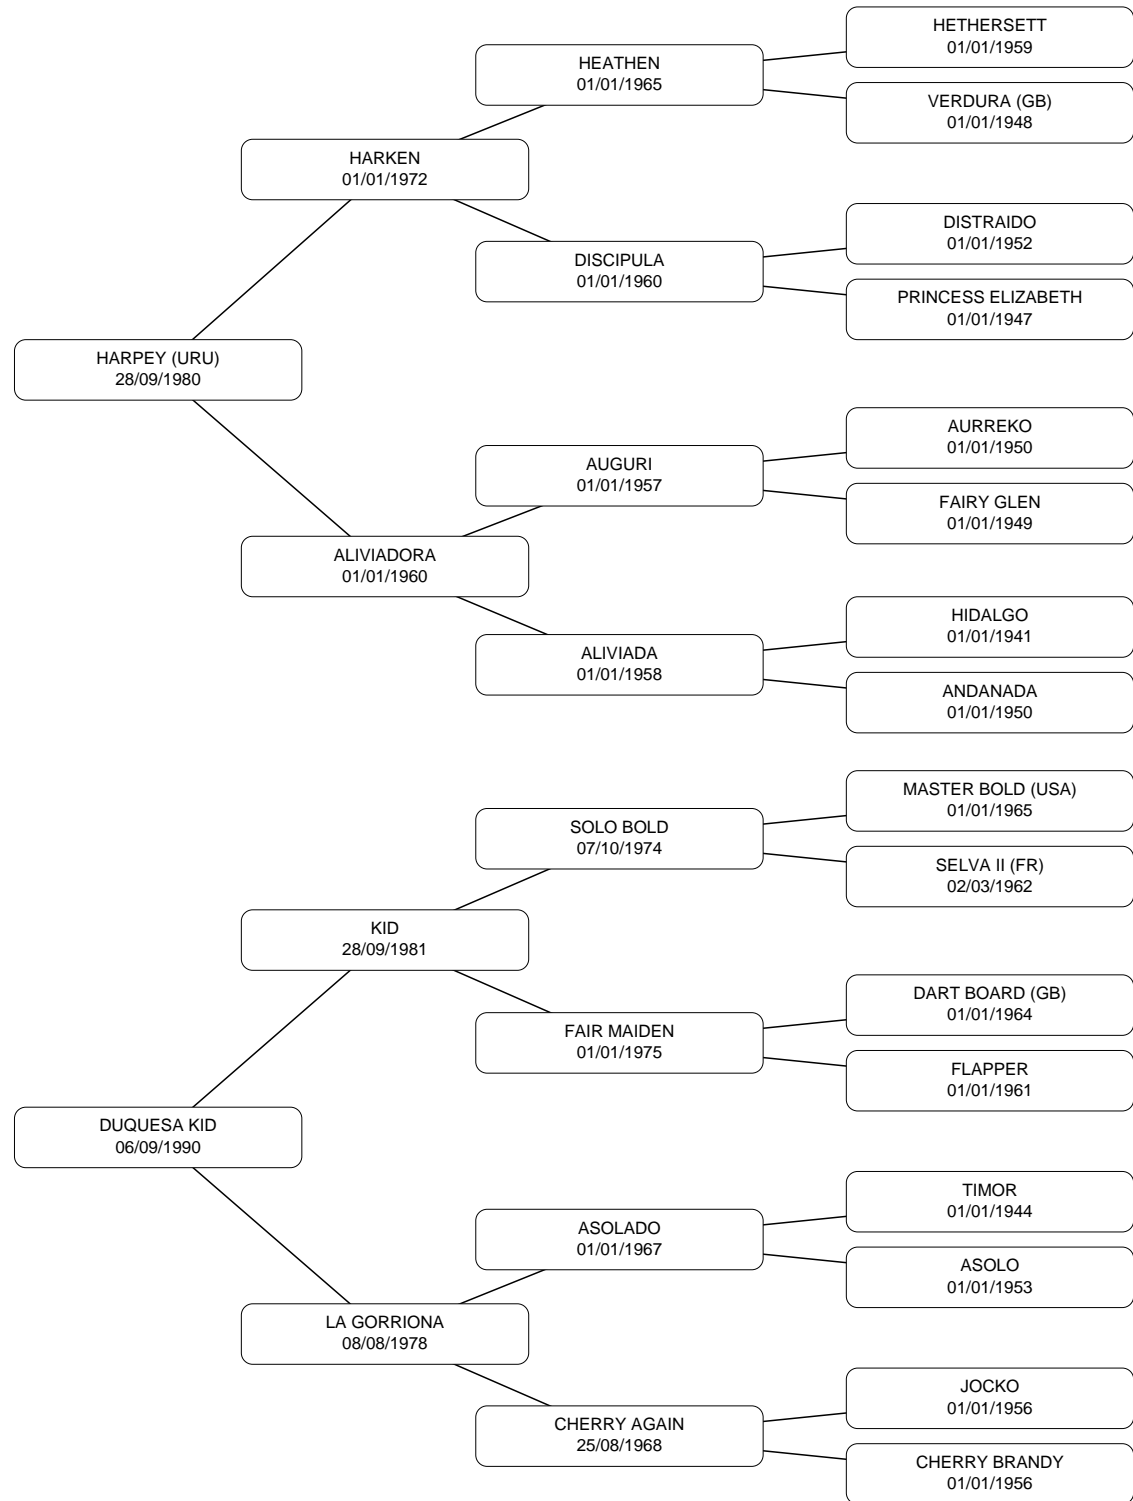 HETHERSETT
01/01/1959
HEATHEN
01/01/1965
VERDURA (GB)
01/01/1948
HARKEN
01/01/1972
DISTRAIDO
01/01/1952
DISCIPULA
01/01/1960
PRINCESS ELIZABETH
01/01/1947
HARPEY (URU)
28/09/1980
AURREKO
01/01/1950
AUGURI
01/01/1957
FAIRY GLEN
01/01/1949
ALIVIADORA
01/01/1960
HIDALGO
01/01/1941
ALIVIADA
01/01/1958
ANDANADA
01/01/1950
MASTER BOLD (USA)
01/01/1965
SOLO BOLD
07/10/1974
SELVA II (FR)
02/03/1962
KID
28/09/1981
DART BOARD (GB)
01/01/1964
FAIR MAIDEN
01/01/1975
FLAPPER
01/01/1961
DUQUESA KID
06/09/1990
TIMOR
01/01/1944
ASOLADO
01/01/1967
ASOLO
01/01/1953
LA GORRIONA
08/08/1978
JOCKO
01/01/1956
CHERRY AGAIN
25/08/1968
CHERRY BRANDY
01/01/1956